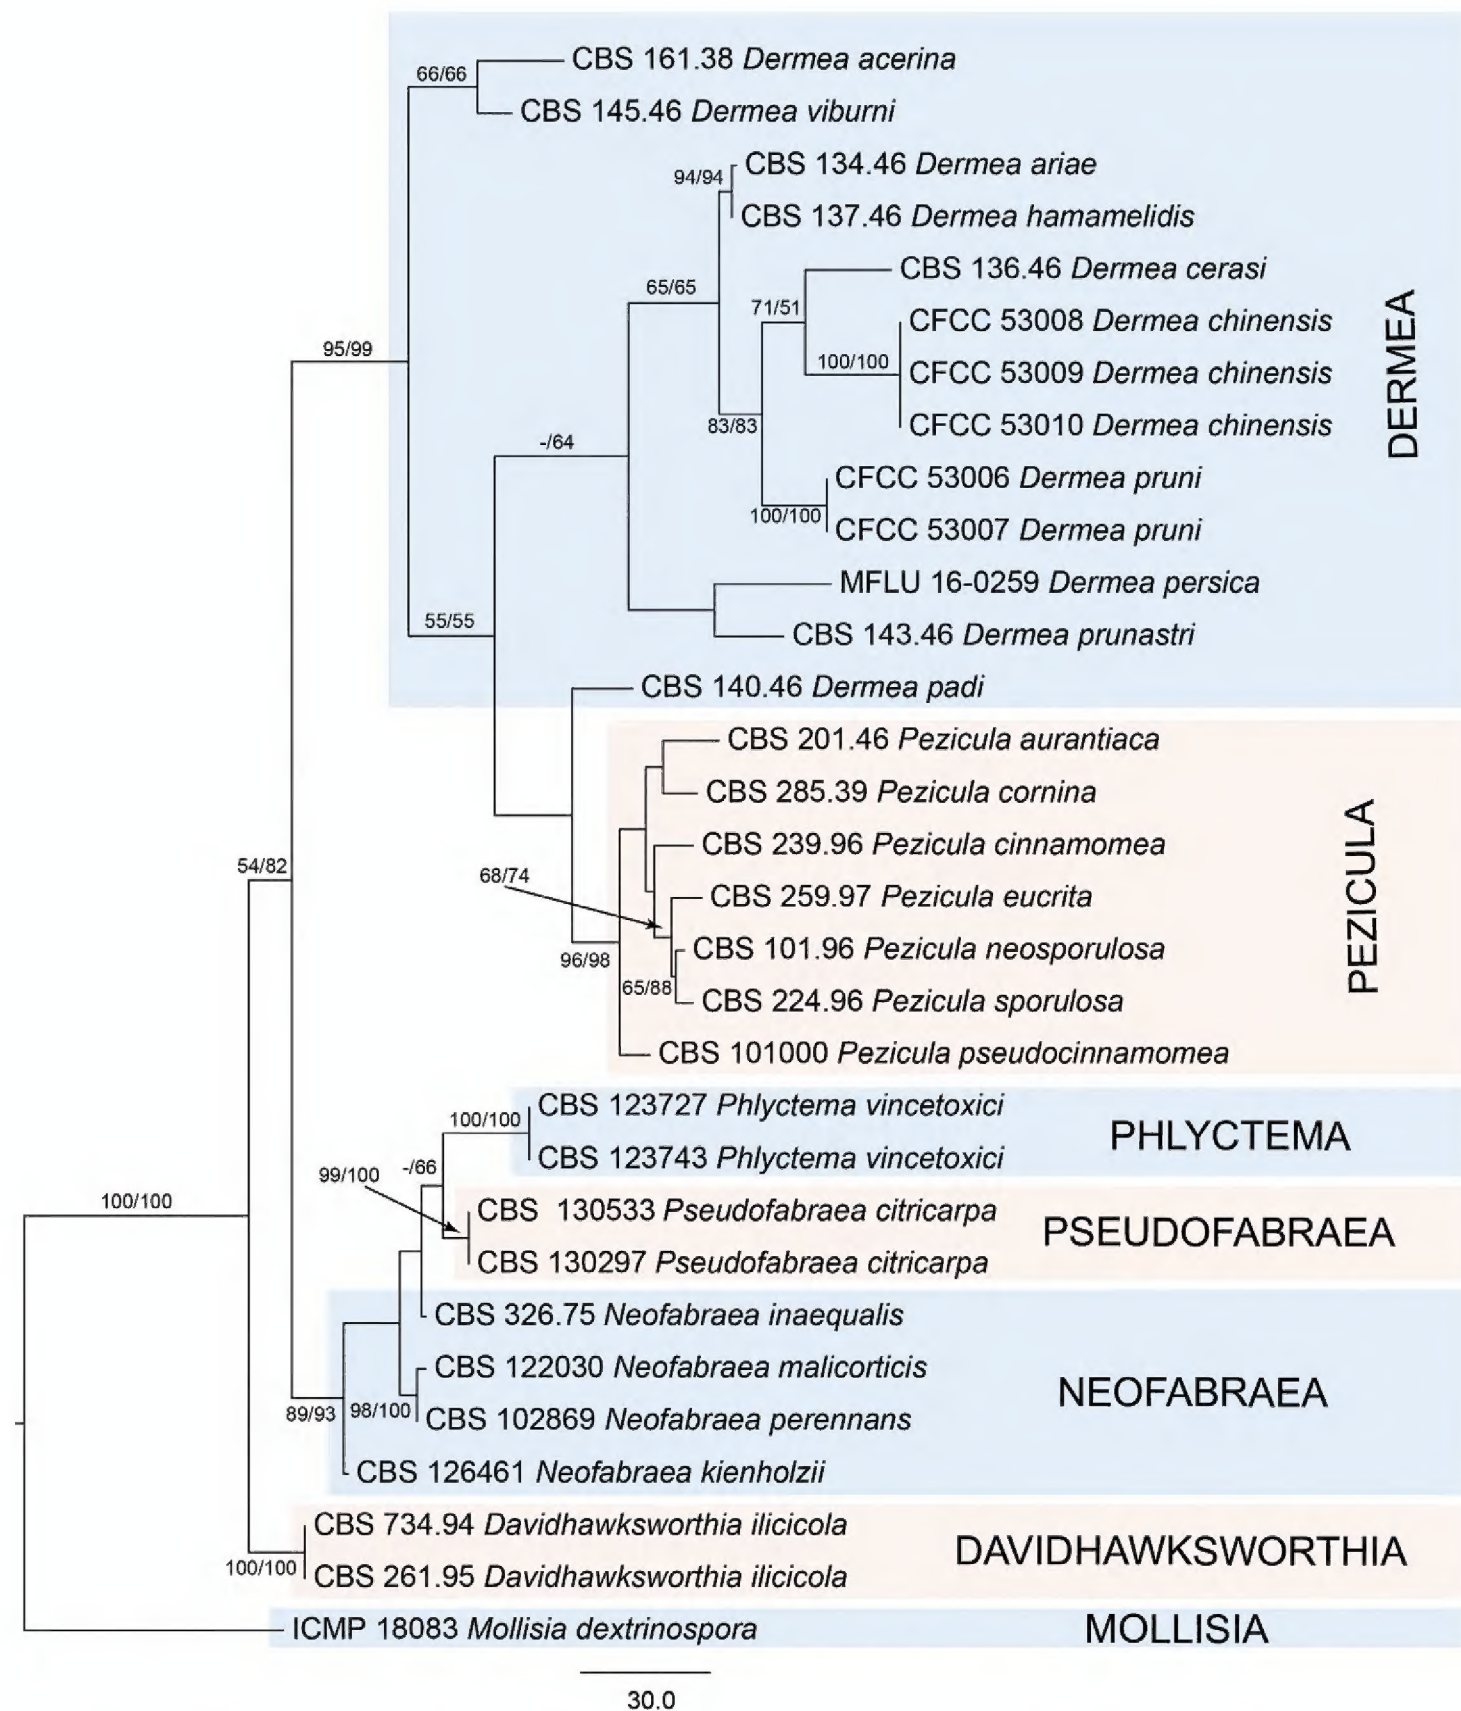 66/66
CBS 161.38 Dermea acerina
CBS 145.46 Dermea viburni
94/94
CBS 134.46 Dermea ariae
CBS 137.46 Dermea hamamelidis
65/65
CBS 136.46 Dermea cerasi
71/51
CFCC 53008 Dermea chinensis
100/100
CFCC 53009 Dermea chinensis
CFCC 53010 Dermea chinensis
83/83
95/99
-/64
CFCC 53006 Dermea pruni
100/100
CFCC 53007 Dermea pruni
MFLU 16-0259 Dermea persica
55/55
CBS 143.46 Dermea prunastri
CBS 140.46 Dermea padi
DERMEA
CBS 201.46 Pezicula aurantiaca
CBS 285.39 Pezicula cornina
CBS 239.96 Pezicula cinnamomea
54/82
68/74
CBS 259.97 Pezicula eucrita
CBS 101.96 Pezicula neosporulosa
96/98
65/88
CBS 224.96 Pezicula sporulosa
CBS 101000 Pezicula pseudocinnamomea
PEZICULA
100/100
CBS 123727 Phlyctema vincetoxici
CBS 123743 Phlyctema vincetoxici
PHLYCTEMA
-/66
99/100
100/100
CBS 130533 Pseudofabraea citricarpa
CBS 130297 Pseudofabraea citricarpa
PSEUDOFABRAEA
CBS 326.75 Neofabraea inaequalis
CBS 122030 Neofabraea malicorticis
89/93
98/100
CBS 102869 Neofabraea perennans
CBS 126461 Neofabraea kienholzii
NEOFABRAEA
CBS 734.94 Davidhawksworthia ilicicola
100/100
CBS 261.95 Davidhawksworthia ilicicola
DAVIDHAWKSWORTHIA
ICMP 18083 Mollisia dextrinospora
MOLLISIA
30.0